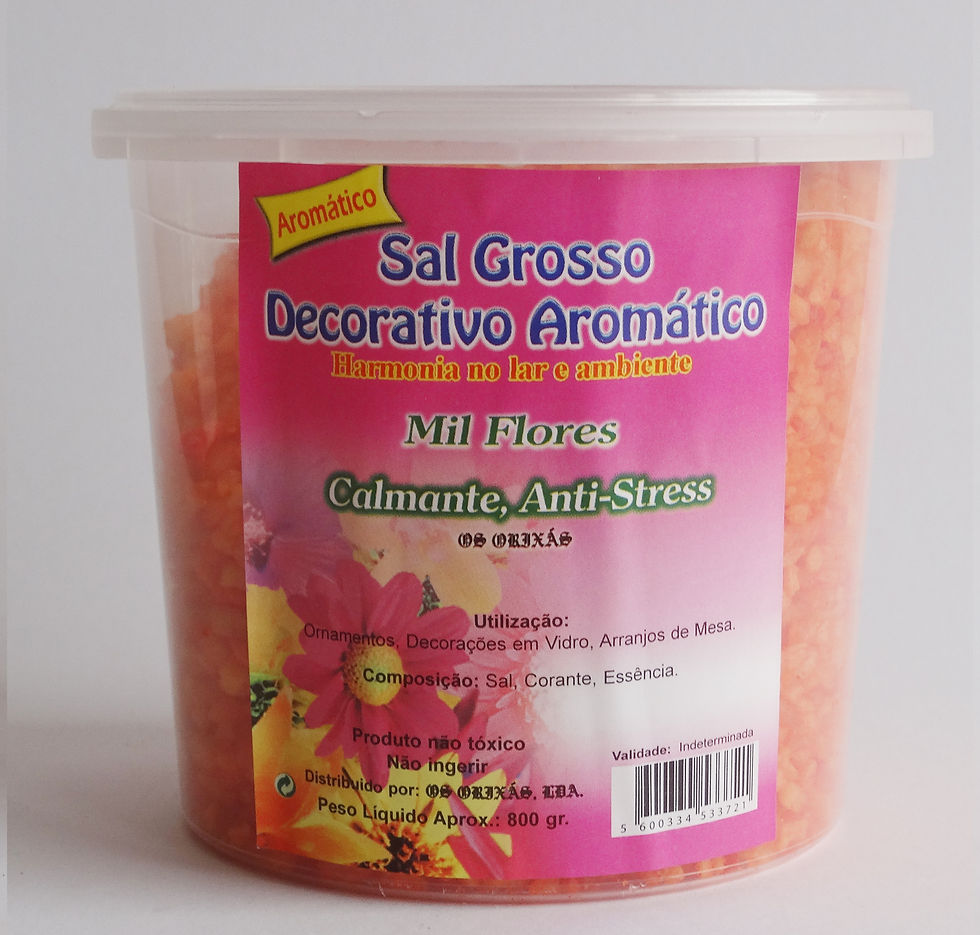 Aromático
Sal Grosso
Decorativo Aromático
Harmonia no lar e ambiente
Mil Flores
Calmante, Anti-Stress
OS ORIXÁS
Utilização:
Ornamentos, Decorações em Vidro, Arranjos de Mesa.
Composição: Sal, Corante, Essência.
Produto não tóxico
Não ingerir
Distribuido por: OS ORIXÁS, LDA.
Peso Líquido Aprox.: 800 gr.
Validade: Indeterminada
5 600334 533721